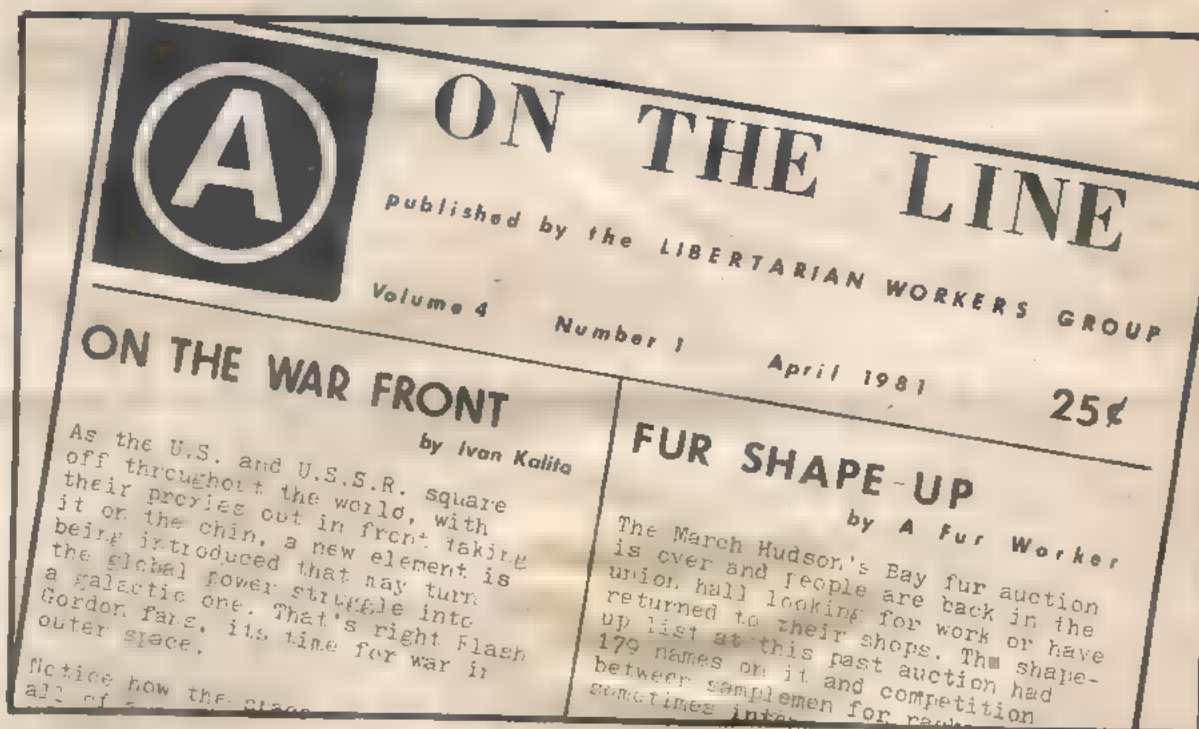 A
ON THE LINE
published by the LIBERTARIAN WORKERS GROUP
Volume 4 Number 1 April 1981 25¢
ON THE WAR FRONT
by Ivan Kalita
As the U.S. and U.S.S.R. square
off throughout the world, with
their proxies out in front taking
it on the chin, a new element is
being introduced that may turn
the global power struggle into
a galactic one. That's right Flash
Gordon fans, its time for war in
outer space.
Notice how the space
all of
FUR SHAPE-UP
by A Fur Worker
The March Hudson's Bay fur auction
is over and people are back in the
union hall looking for work or have
returned to their shops. The shape-
up list at this past auction had
179 names on it and competition
between samplemen for
sometimes